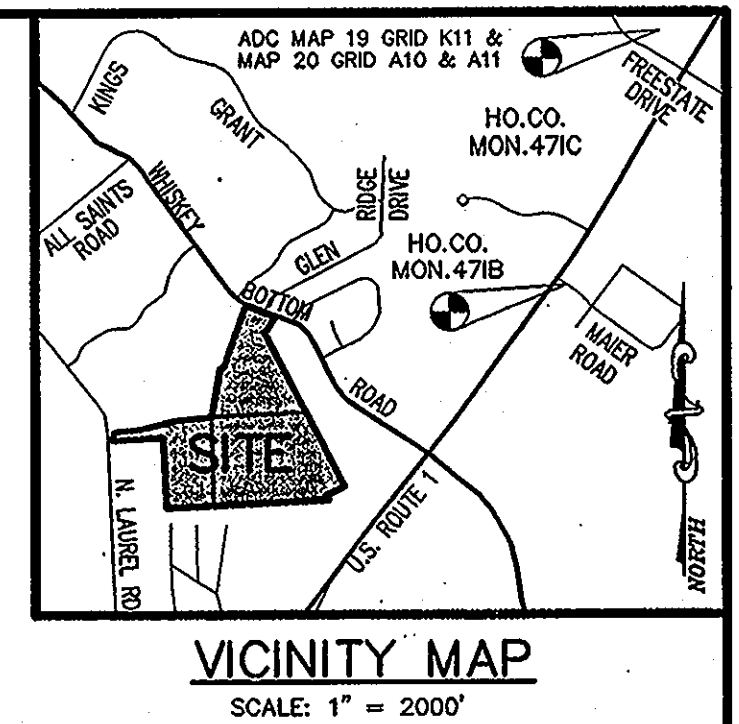 ADC MAP 19 GRID K11 &
MAP 20 GRID A10 & A11
KINGS
GRANT
FREESTATE
DRIVE
HO.CO.
MON.471C
WHISKEY
RIDGE
DRIVE
ALL SAINTS
ROAD
GLEN
HO.CO.
MON.471B
BOTTOM
MAIER
ROAD
ROAD
SITE
N. LAUREL RD
U.S. ROUTE 1
NORTH
VICINITY MAP
SCALE: 1" = 2000'